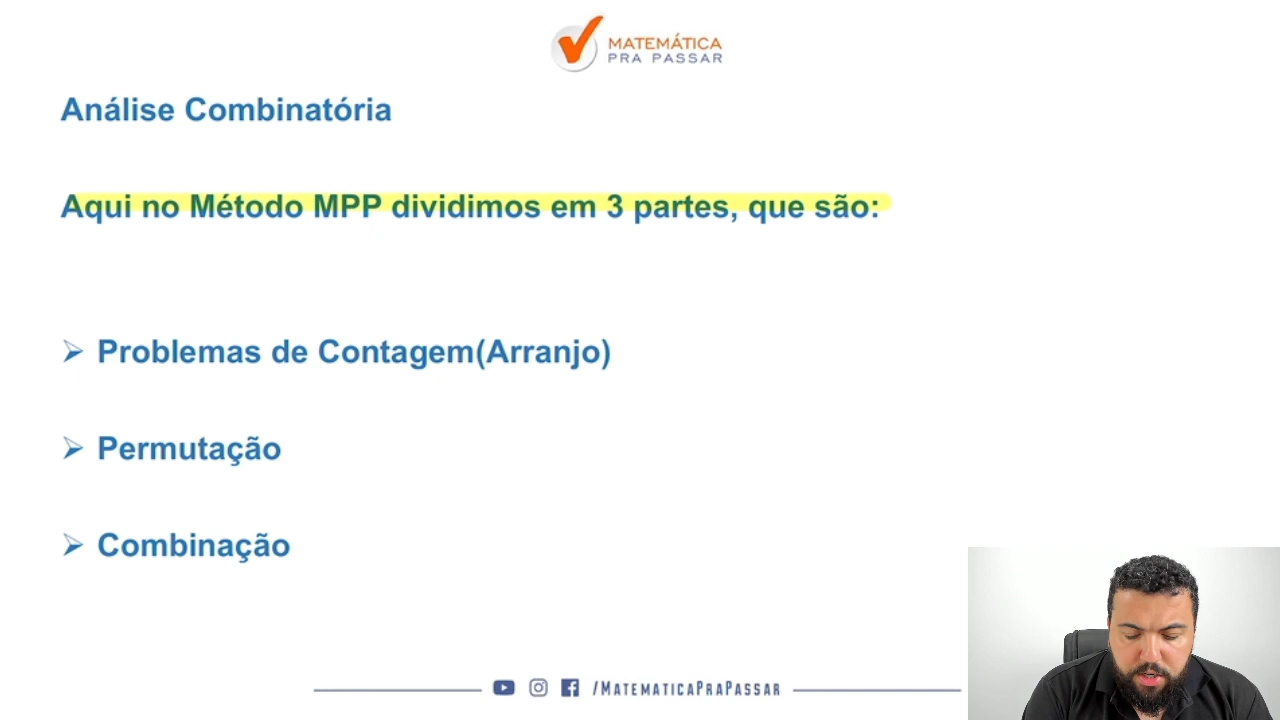 MATEMÁTICA
PRA PASSAR
Análise Combinatória
Aqui no Método MPP dividimos em 3 partes, que são:
Problemas de Contagem(Arranjo)
Permutação
Combinação
/MATEMATICAPRAPASSAR